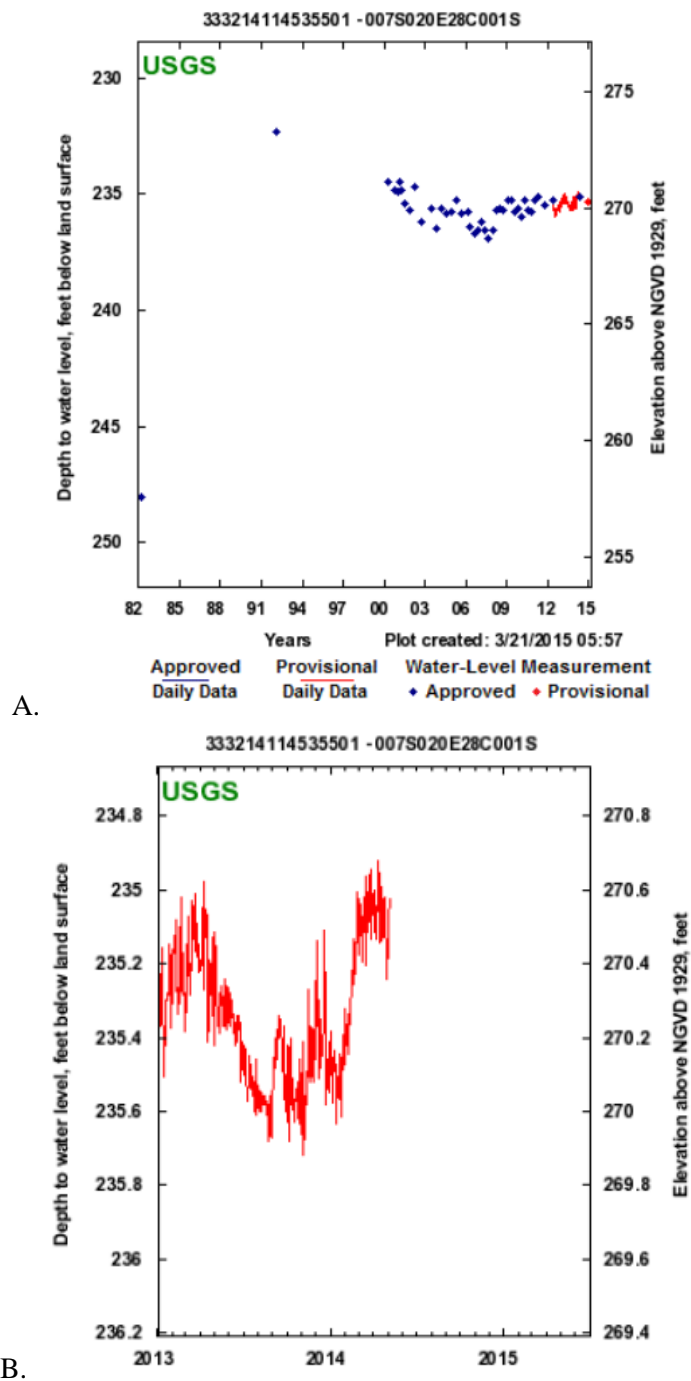 333214114535501 - 007S020E28C001S
USGS
Depth to water level, feet below land surface
230
235
240
245
250
275
270
265
260
255
Elevation above NGVD 1929, feet
82 85 88 91 94 97 00 03 06 09 12 15
Years Plot created: 3/21/2015 05:57
Approved Provisional Water-Level Measurement
Daily Data Daily Data Approved Provisional
A.
333214114535501 - 007S020E28C001S
USGS
Depth to water level, feet below land surface
234.8
235
235.2
235.4
235.6
235.8
236
236.2
270.8
270.6
270.4
270.2
270
269.8
269.6
269.4
Elevation above NGVD 1929, feet
2013 2014 2015
B.